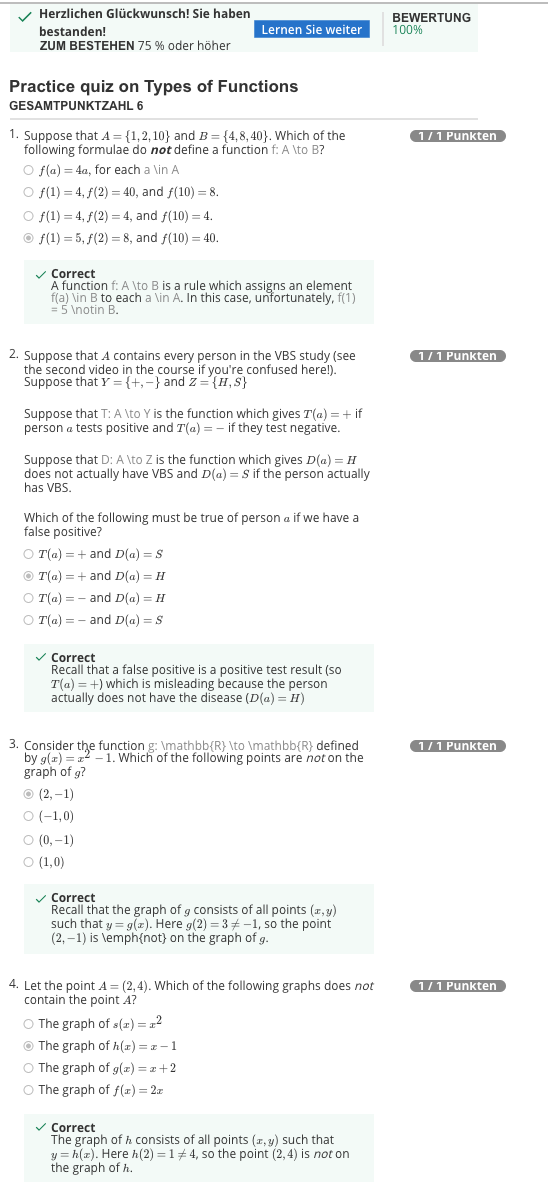 Herzlichen Glückwunsch! Sie haben
bestanden!
ZUM BESTEHEN 75 % oder höher
Lernen Sie weiter
BEWERTUNG
100%
Practice quiz on Types of Functions
GESAMTPUNKTZAHL 6
1. Suppose that A = {1, 2, 10} and B = {4, 8, 40}. Which of the
following formulae do not define a function f: A \to B?
1 / 1 Punkten
f(a) = 4a, for each a \in A
f(1) = 4, f(2) = 40, and f(10) = 8.
f(1) = 4, f(2) = 4, and f(10) = 4.
f(1) = 5, f(2) = 8, and f(10) = 40.
Correct
A function f: A \to B is a rule which assigns an element
f(a) \in B to each a \in A. In this case, unfortunately, f(1)
= 5 \notin B.
2. Suppose that A contains every person in the VBS study (see
the second video in the course if you're confused here!).
Suppose that Y = {+, −} and Z = {H, S}
1 / 1 Punkten
Suppose that T: A \to Y is the function which gives T(a) = + if
person a tests positive and T(a) = − if they test negative.
Suppose that D: A \to Z is the function which gives D(a) = H
does not actually have VBS and D(a) = S if the person actually
has VBS.
Which of the following must be true of person a if we have a
false positive?
T(a) = + and D(a) = S
T(a) = + and D(a) = H
T(a) = − and D(a) = H
T(a) = − and D(a) = S
Correct
Recall that a false positive is a positive test result (so
T(a) = +) which is misleading because the person
actually does not have the disease (D(a) = H)
3. Consider the function g: \mathbb{R} \to \mathbb{R} defined
by g(x) = x² − 1. Which of the following points are not on the
graph of g?
1 / 1 Punkten
(2, −1)
(−1, 0)
(0, −1)
(1, 0)
Correct
Recall that the graph of g consists of all points (x, y)
such that y = g(x). Here g(2) = 3 ≠ −1, so the point
(2, −1) is \emph{not} on the graph of g.
4. Let the point A = (2, 4). Which of the following graphs does not
contain the point A?
1 / 1 Punkten
The graph of s(x) = x²
The graph of h(x) = x − 1
The graph of g(x) = x + 2
The graph of f(x) = 2x
Correct
The graph of h consists of all points (x, y) such that
y = h(x). Here h(2) = 1 ≠ 4, so the point (2, 4) is not on
the graph of h.